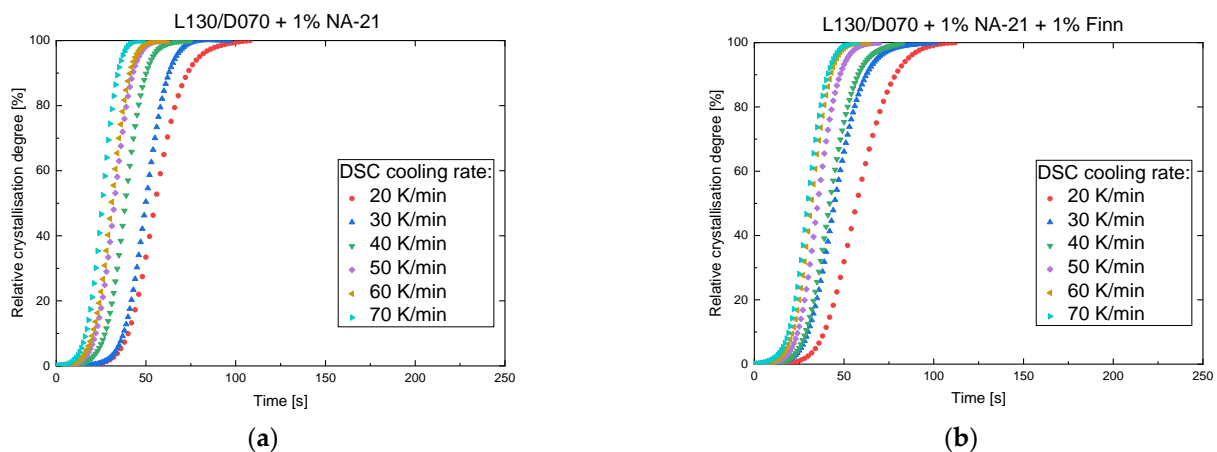 L130/D070 + 1% NA-21
Relative crystallisation degree [%]
100
80
60
40
20
0
DSC cooling rate:
20 K/min
30 K/min
40 K/min
50 K/min
60 K/min
70 K/min
0 50 100 150 200 250
Time [s]
(a)
L130/D070 + 1% NA-21 + 1% Finn
Relative crystallisation degree [%]
100
80
60
40
20
0
DSC cooling rate:
20 K/min
30 K/min
40 K/min
50 K/min
60 K/min
70 K/min
0 50 100 150 200 250
Time [s]
(b)